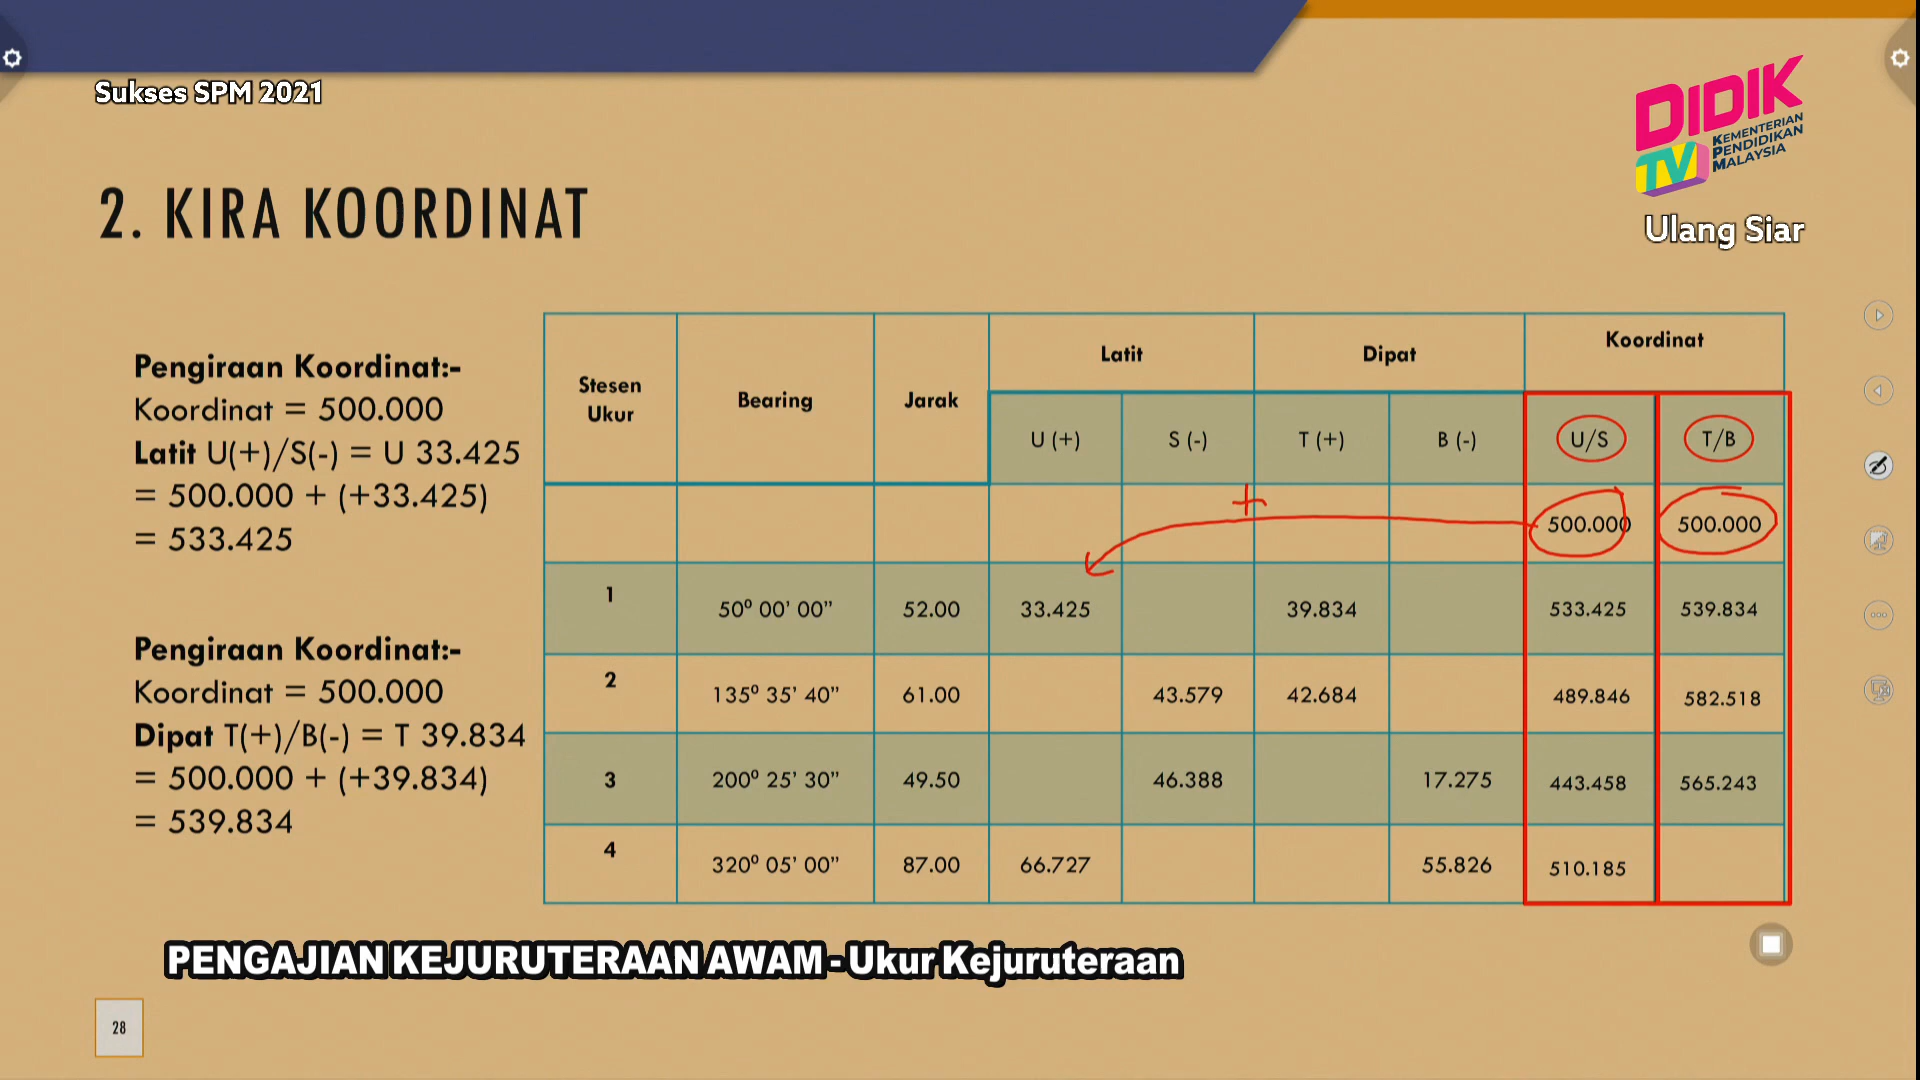 Sukses SPM 2021
DIDIK
TV
KEMENTERIAN
PENDIDIKAN
MALAYSIA
Ulang Siar
2. KIRA KOORDINAT
Pengiraan Koordinat:-
Koordinat = 500.000
Latit U(+)/S(-) = U 33.425
= 500.000 + (+33.425)
= 533.425
Pengiraan Koordinat:-
Koordinat = 500.000
Dipat T(+)/B(-) = T 39.834
= 500.000 + (+39.834)
= 539.834
Stesen Ukur Bearing Jarak Latit Dipat Koordinat
U (+) S (-) T (+) B (-) U/S T/B
+
500.000 500.000
1 50⁰ 00’ 00” 52.00 33.425 39.834 533.425 539.834
2 135⁰ 35’ 40” 61.00 43.579 42.684 489.846 582.518
3 200⁰ 25’ 30” 49.50 46.388 17.275 443.458 565.243
4 320⁰ 05’ 00” 87.00 66.727 55.826 510.185
PENGAJIAN KEJURUTERAAN AWAM - Ukur Kejuruteraan
28